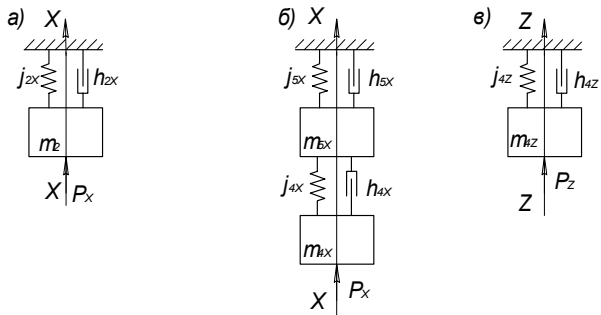 а)
X
j2X
h2X
m2
X
PX
б)
X
j5X
h5X
m5X
j4X
h4X
m4X
X
PX
в)
Z
j4Z
h4Z
m4Z
PZ
Z